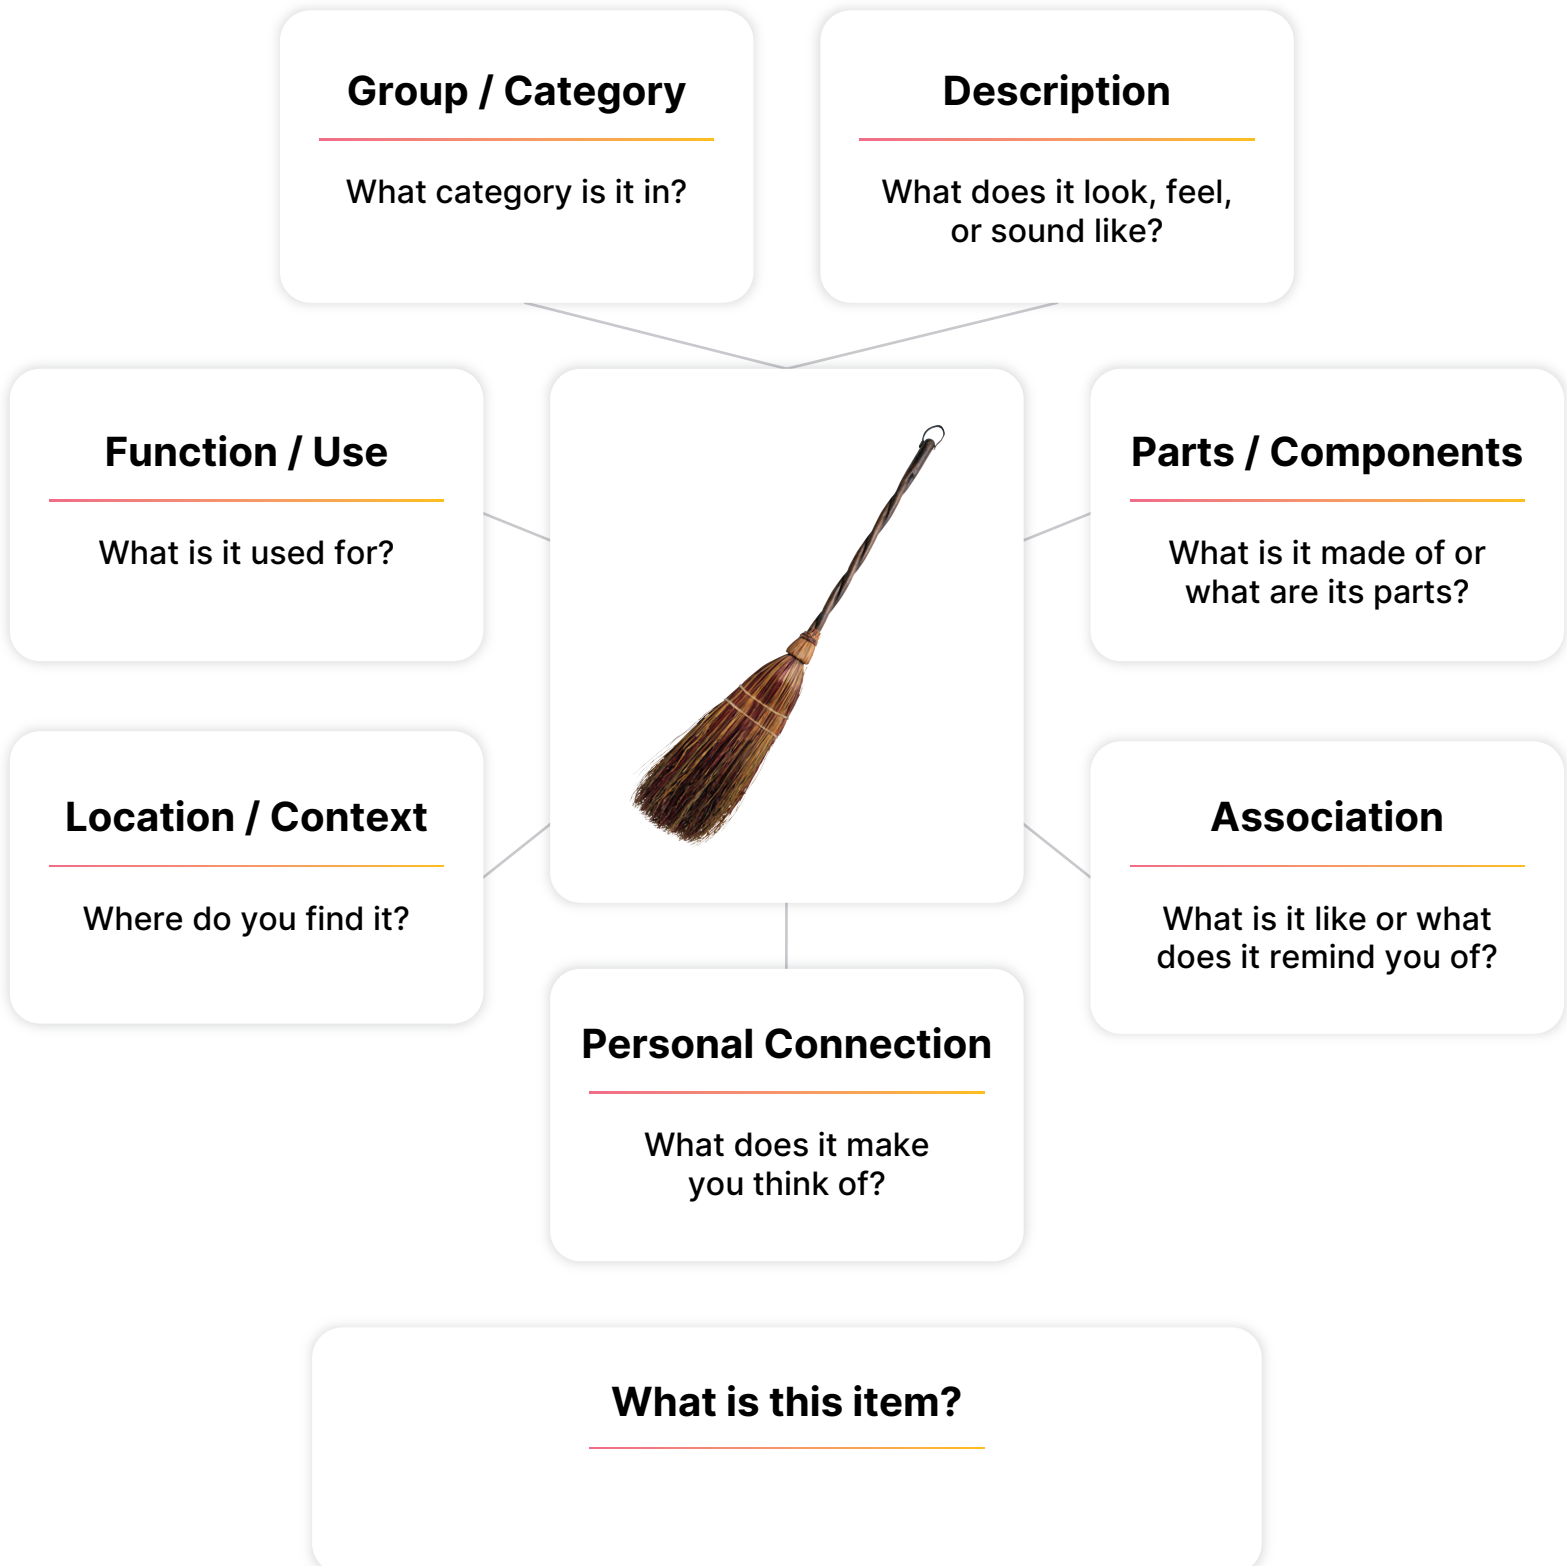 Group / Category
What category is it in?
Description
What does it look, feel,
or sound like?
Function / Use
What is it used for?
Parts / Components
What is it made of or
what are its parts?
Location / Context
Where do you find it?
Association
What is it like or what
does it remind you of?
Personal Connection
What does it make
you think of?
What is this item?